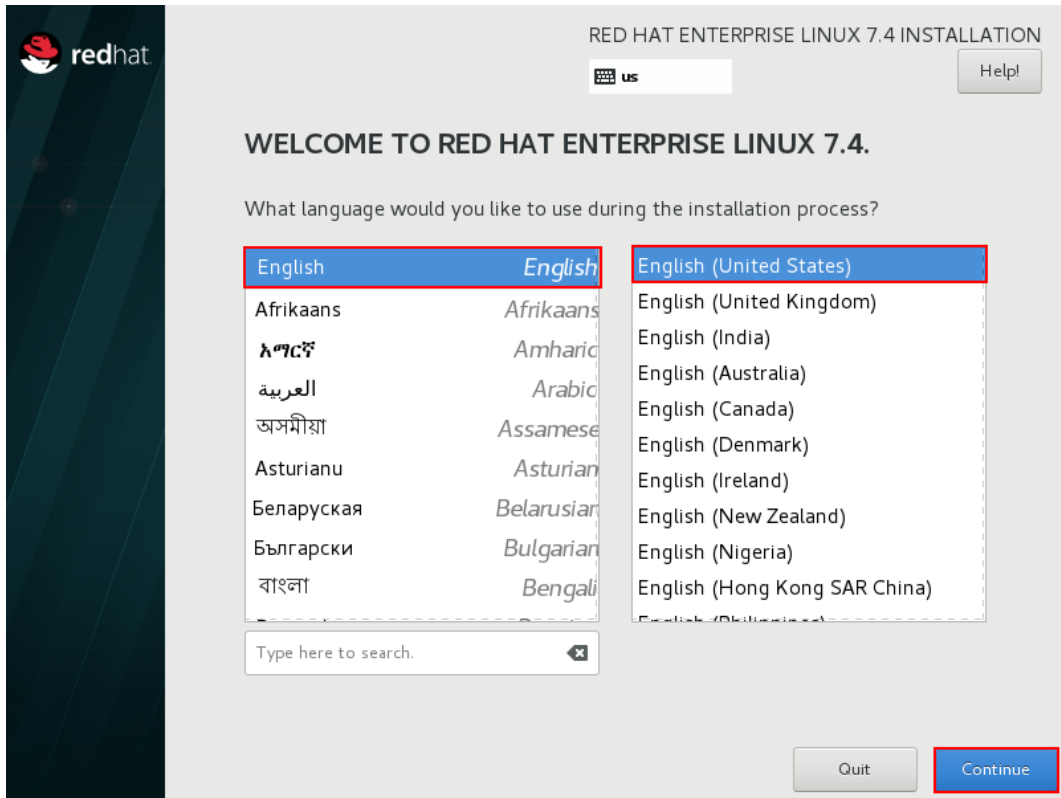 redhat.
RED HAT ENTERPRISE LINUX 7.4 INSTALLATION
us
Help!
WELCOME TO RED HAT ENTERPRISE LINUX 7.4.
What language would you like to use during the installation process?
English English
Afrikaans Afrikaans
አማርኛ Amharic
العربية Arabic
অসমীয়া Assamese
Asturianu Asturian
Беларуская Belarusian
Български Bulgarian
বাংলা Bengali
English (United States)
English (United Kingdom)
English (India)
English (Australia)
English (Canada)
English (Denmark)
English (Ireland)
English (New Zealand)
English (Nigeria)
English (Hong Kong SAR China)
English (Philippines)
Type here to search.
Quit
Continue